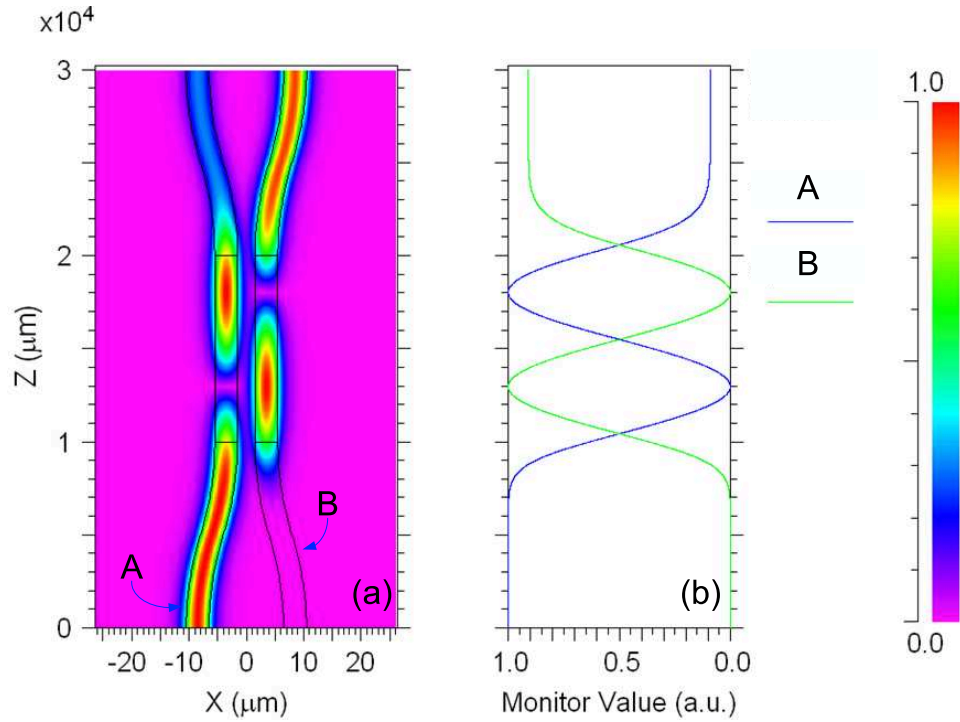 x10⁴
3
2
1
0
Z (μm)
-20 -10 0 10 20
X (μm)
A
B
(a)
1.0 0.5 0.0
Monitor Value (a.u.)
(b)
A
B
1.0
0.0